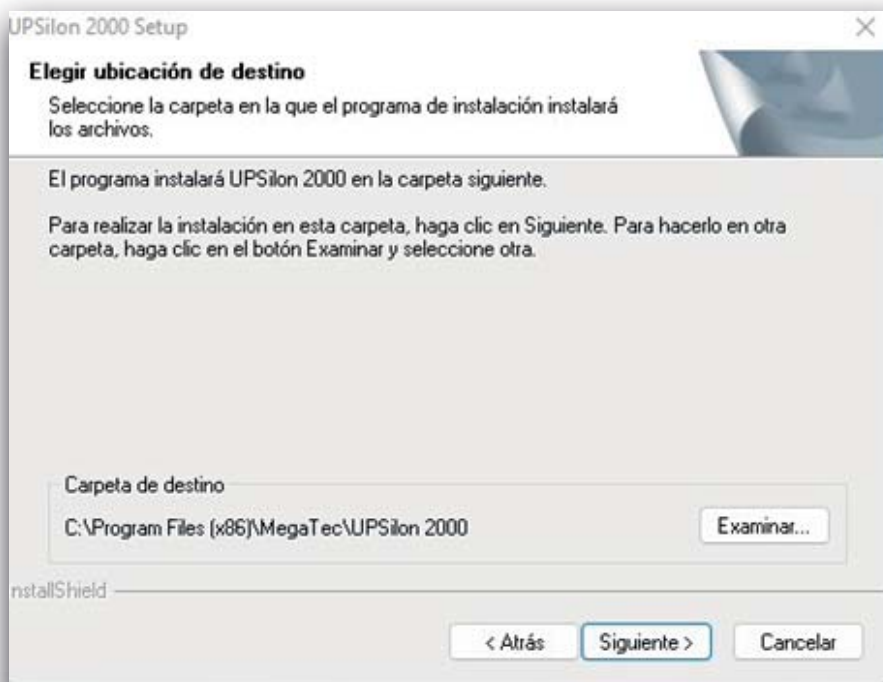 UPSilon 2000 Setup
Elegir ubicación de destino
Seleccione la carpeta en la que el programa de instalación instalará
los archivos.
El programa instalará UPSilon 2000 en la carpeta siguiente.
Para realizar la instalación en esta carpeta, haga clic en Siguiente. Para hacerlo en otra
carpeta, haga clic en el botón Examinar y seleccione otra.
Carpeta de destino
C:\Program Files (x86)\MegaTec\UPSilon 2000
Examinar...
nstallShield
< Atrás
Siguiente >
Cancelar